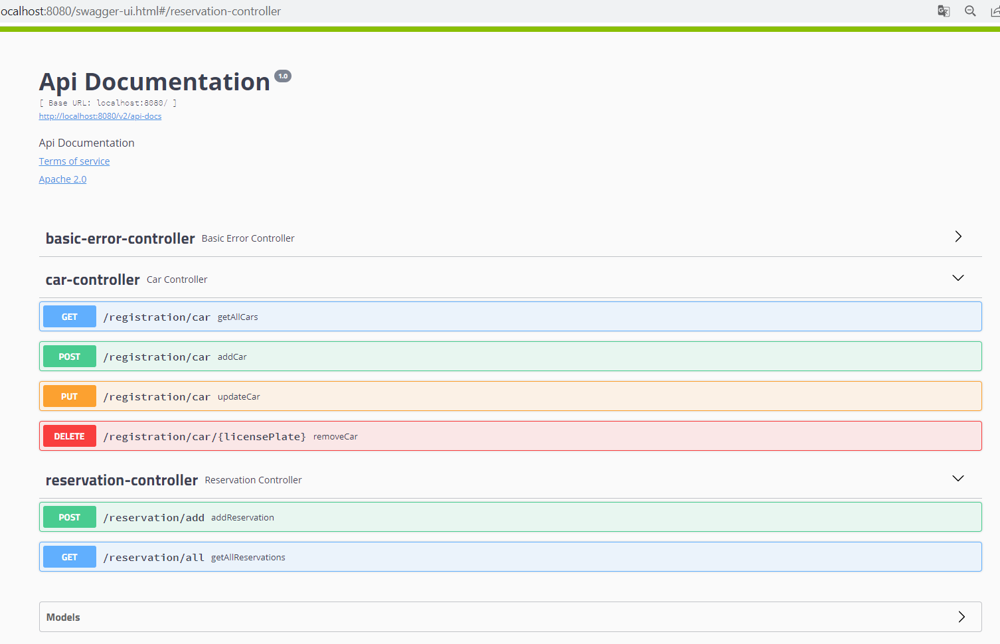 ocalhost:8080/swagger-ui.html#/reservation-controller
Api Documentation 1.0
[ Base URL: localhost:8080/ ]
http://localhost:8080/v2/api-docs
Api Documentation
Terms of service
Apache 2.0
basic-error-controller Basic Error Controller
car-controller Car Controller
GET /registration/car getAllCars
POST /registration/car addCar
PUT /registration/car updateCar
DELETE /registration/car/{licensePlate} removeCar
reservation-controller Reservation Controller
POST /reservation/add addReservation
GET /reservation/all getAllReservations
Models